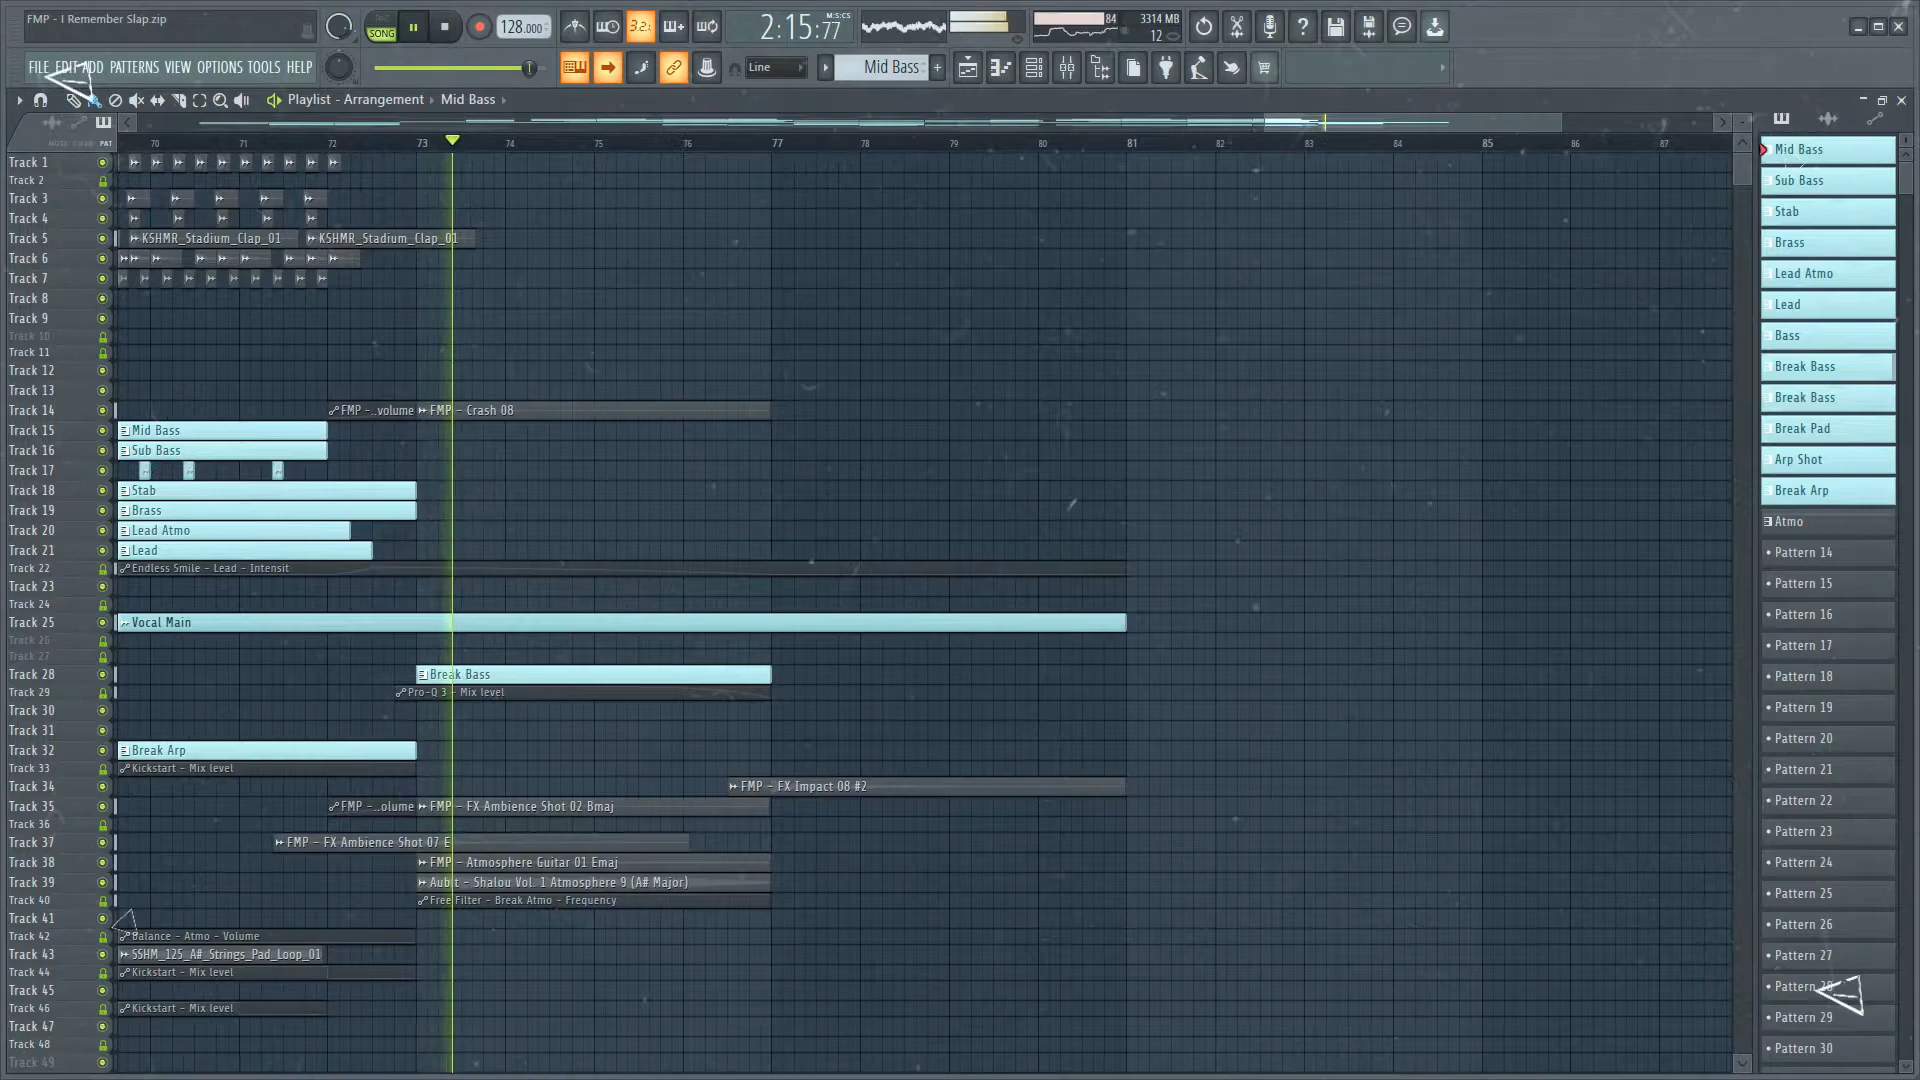 FMP - I Remember Slap.zip
SONG
128.000
3.2:
2:15:77
M:S:CS
84
3314 MB
12
FILE EDIT ADD PATTERNS VIEW OPTIONS TOOLS HELP
Line
Mid Bass
Playlist - Arrangement › Mid Bass
PAT
70 71 72 73 74 75 76 77 78 79 80 81 82 83 84 85 86 87
Track 1
Track 2
Track 3
Track 4
Track 5 KSHMR_Stadium_Clap_01 KSHMR_Stadium_Clap_01
Track 6
Track 7
Track 8
Track 9
Track 10
Track 11
Track 12
Track 13
Track 14 FMP -..volume FMP - Crash 08
Track 15 Mid Bass
Track 16 Sub Bass
Track 17
Track 18 Stab
Track 19 Brass
Track 20 Lead Atmo
Track 21 Lead
Track 22 Endless Smile - Lead - Intensit
Track 23
Track 24
Track 25 Vocal Main
Track 26
Track 27
Track 28 Break Bass
Track 29 Pro-Q 3 - Mix level
Track 30
Track 31
Track 32 Break Arp
Track 33 Kickstart - Mix level
Track 34 FMP - FX Impact 08 #2
Track 35 FMP -..olume FMP - FX Ambience Shot 02 Bmaj
Track 36
Track 37 FMP - FX Ambience Shot 07 E
Track 38 FMP - Atmosphere Guitar 01 Emaj
Track 39 Aubit - Shalou Vol. 1 Atmosphere 9 (A# Major)
Track 40 Free Filter - Break Atmo - Frequency
Track 41
Track 42 Balance - Atmo - Volume
Track 43 SSHM_125_A#_Strings_Pad_Loop_01
Track 44 Kickstart - Mix level
Track 45
Track 46 Kickstart - Mix level
Track 47
Track 48
Track 49
Mid Bass
Sub Bass
Stab
Brass
Lead Atmo
Lead
Bass
Break Bass
Break Bass
Break Pad
Arp Shot
Break Arp
Atmo
Pattern 14
Pattern 15
Pattern 16
Pattern 17
Pattern 18
Pattern 19
Pattern 20
Pattern 21
Pattern 22
Pattern 23
Pattern 24
Pattern 25
Pattern 26
Pattern 27
Pattern 28
Pattern 29
Pattern 30